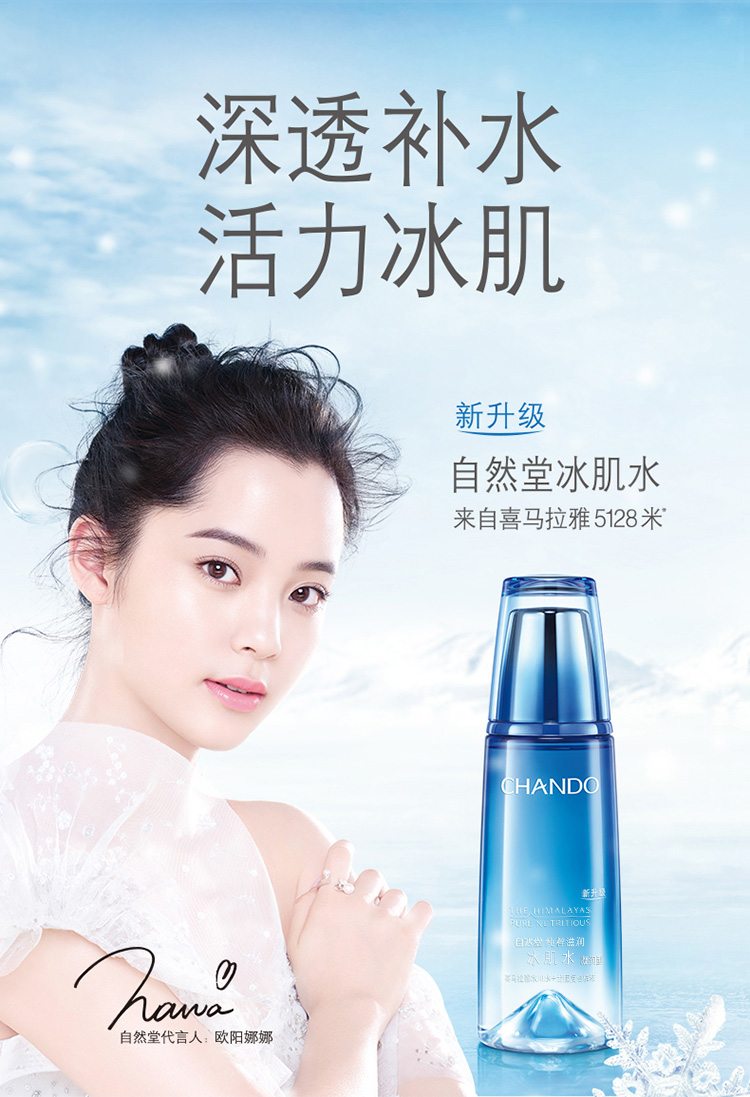 深透补水
活力冰肌
新升级
自然堂冰肌水
来自喜马拉雅5128米*
CHANDO
新升级
THE HIMALAYAS
PURE NUTRITIOUS
冰肌水
nana
自然堂代言人：欧阳娜娜